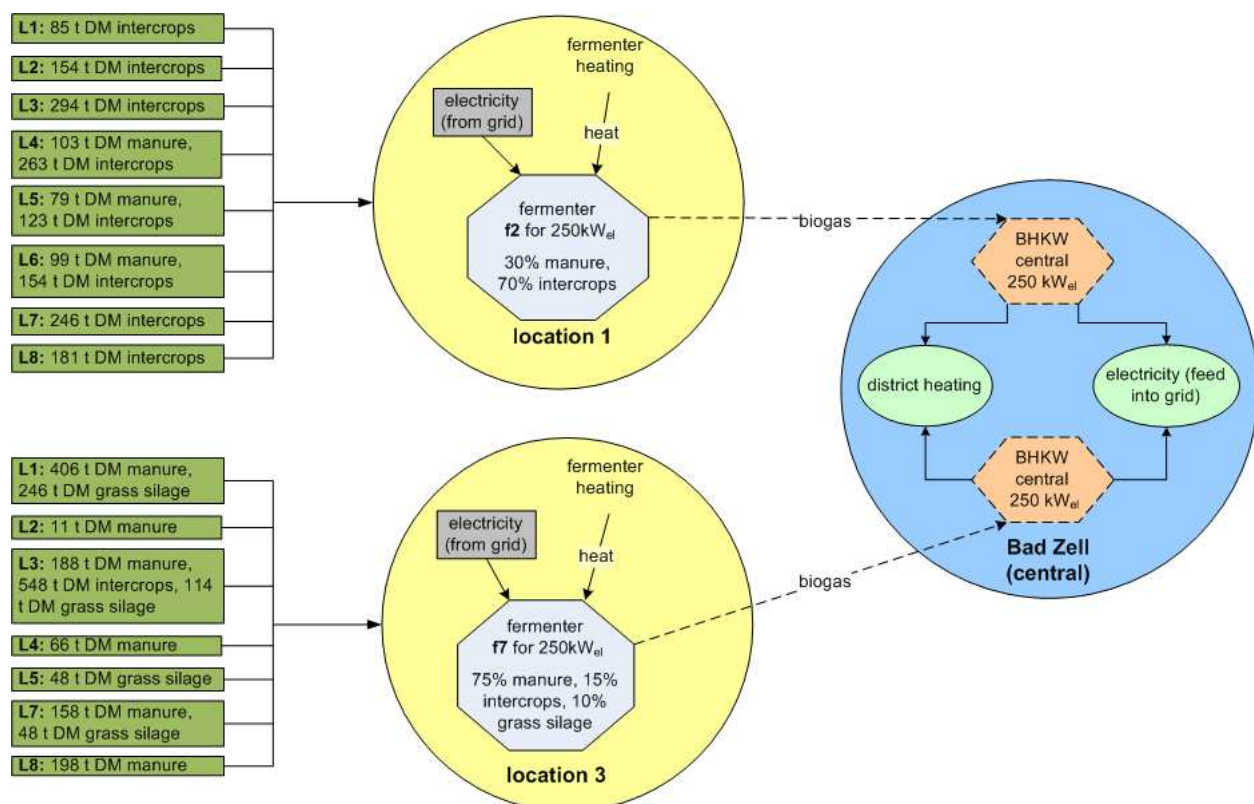 L1: 85 t DM intercrops
L2: 154 t DM intercrops
L3: 294 t DM intercrops
L4: 103 t DM manure,
263 t DM intercrops
L5: 79 t DM manure,
123 t DM intercrops
L6: 99 t DM manure,
154 t DM intercrops
L7: 246 t DM intercrops
L8: 181 t DM intercrops
fermenter
heating
electricity
(from grid)
heat
fermenter
f2 for 250kWel
30% manure,
70% intercrops
location 1
biogas
L1: 406 t DM manure,
246 t DM grass silage
L2: 11 t DM manure
L3: 188 t DM manure,
548 t DM intercrops, 114
t DM grass silage
L4: 66 t DM manure
L5: 48 t DM grass silage
L7: 158 t DM manure,
48 t DM grass silage
L8: 198 t DM manure
fermenter
heating
electricity
(from grid)
heat
fermenter
f7 for 250kWel
75% manure, 15%
intercrops, 10%
grass silage
location 3
biogas
BHKW
central
250 kWel
district heating
electricity (feed
into grid)
BHKW
central
250 kWel
Bad Zell
(central)